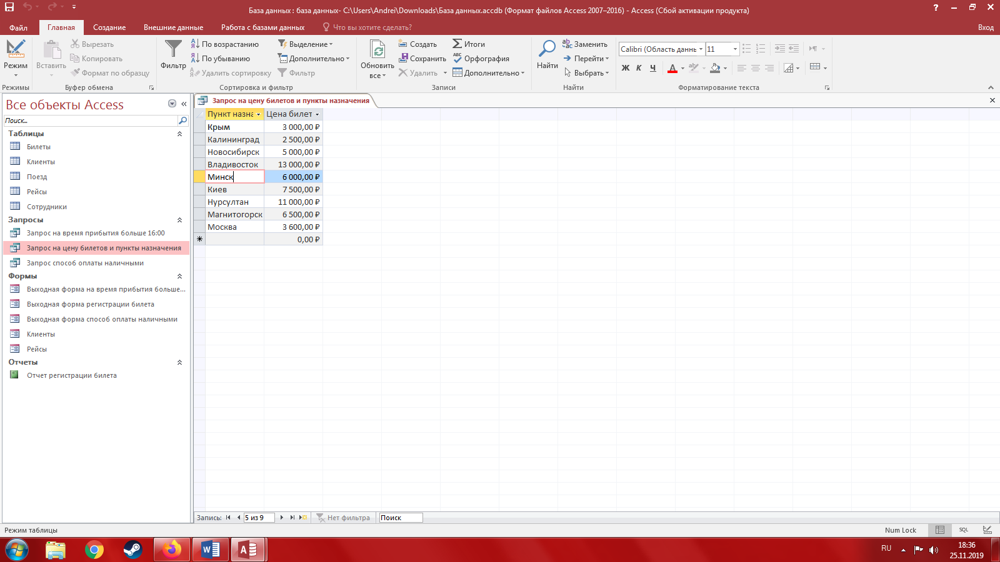 База данных : база данных- C:\Users\Andrei\Downloads\База данных.accdb (Формат файлов Access 2007–2016) - Access (Сбой активации продукта)
Файл Главная Создание Внешние данные Работа с базами данных Что вы хотите сделать? Вход
Режим
Режимы
Вставить
Вырезать
Копировать
Формат по образцу
Буфер обмена
Фильтр
По возрастанию
По убыванию
Удалить сортировку
Выделение
Дополнительно
Фильтр
Сортировка и фильтр
Обновить
все
Создать
Сохранить
Удалить
Итоги
Орфография
Дополнительно
Записи
Найти
Заменить
Перейти
Выбрать
Найти
Calibri (Область данн 11
Ж К Ч А
Форматирование текста
Все объекты Access
Поиск...
Таблицы
Билеты
Клиенты
Поезд
Рейсы
Сотрудники
Запросы
Запрос на время прибытия больше 16:00
Запрос на цену билетов и пункты назначения
Запрос способ оплаты наличными
Формы
Выходная форма на время прибытия больше...
Выходная форма регистрации билета
Выходная форма способ оплаты наличными
Клиенты
Рейсы
Отчеты
Отчет регистрации билета
Запрос на цену билетов и пункты назначения
Пункт назна Цена билет
Крым 3 000,00 ₽
Калининград 2 500,00 ₽
Новосибирск 5 000,00 ₽
Владивосток 13 000,00 ₽
Минск 6 000,00 ₽
Киев 7 500,00 ₽
Нурсултан 11 000,00 ₽
Магнитогорск 6 500,00 ₽
Москва 3 600,00 ₽
0,00 ₽
Запись: 5 из 9 Нет фильтра Поиск
Режим таблицы Num Lock SQL
RU 18:36
25.11.2019